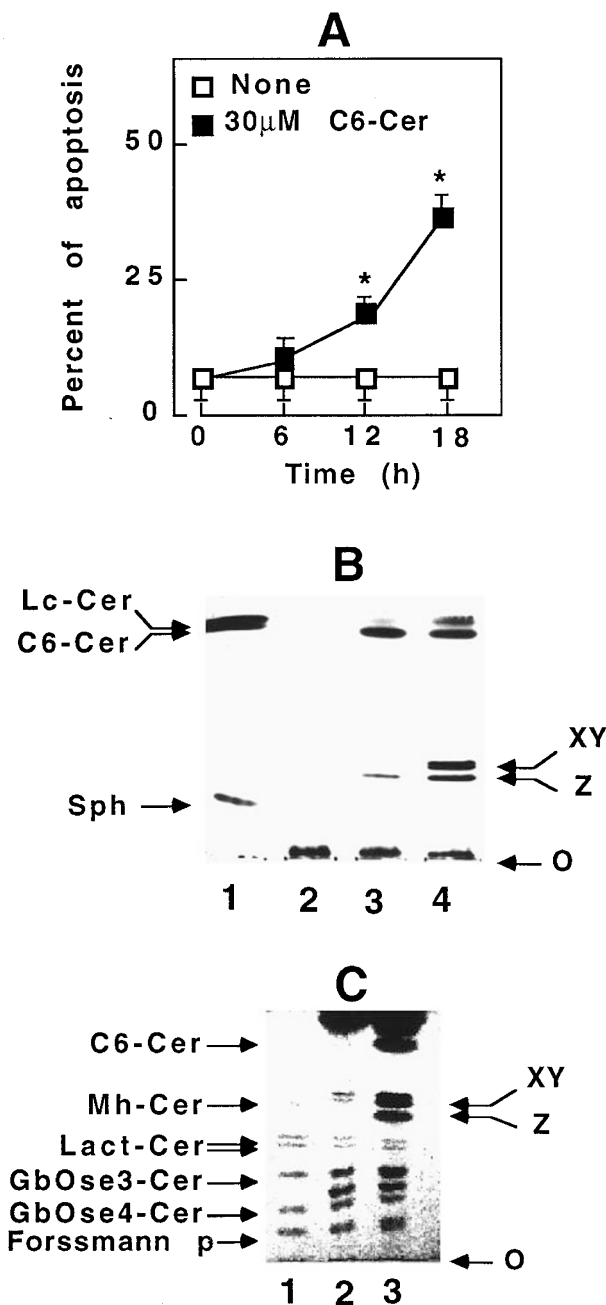 A
Percent of apoptosis
None
30μM C6-Cer
50
25
0
*
*
0 6 12 18
Time (h)
B
Lc-Cer
C6-Cer
Sph
XY
Z
O
1 2 3 4
C
C6-Cer
Mh-Cer
Lact-Cer
GbOse3-Cer
GbOse4-Cer
Forssmann p
XY
Z
O
1 2 3